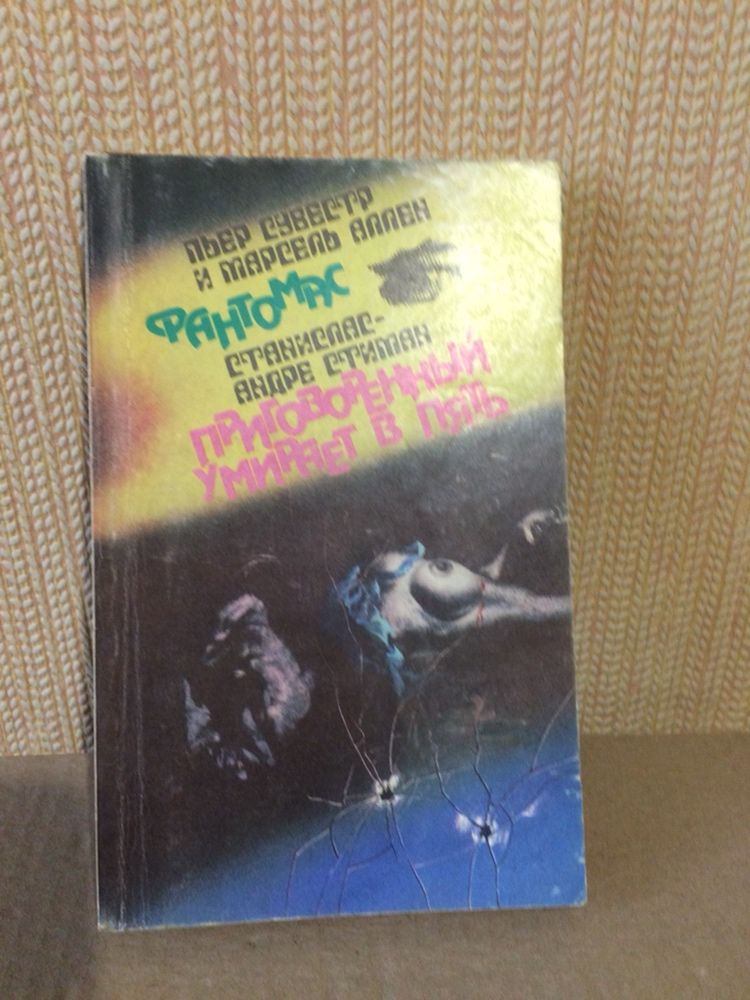 ПЬЕР СУВЕСТР
И МАРСЕЛЬ АЛЛЕН
ФАНТОМАС
СТАНИСЛАС-
АНДРЕ СТИМАН
ПРИГОВОРЕННЫЙ
УМИРАЕТ В ПЯТЬ